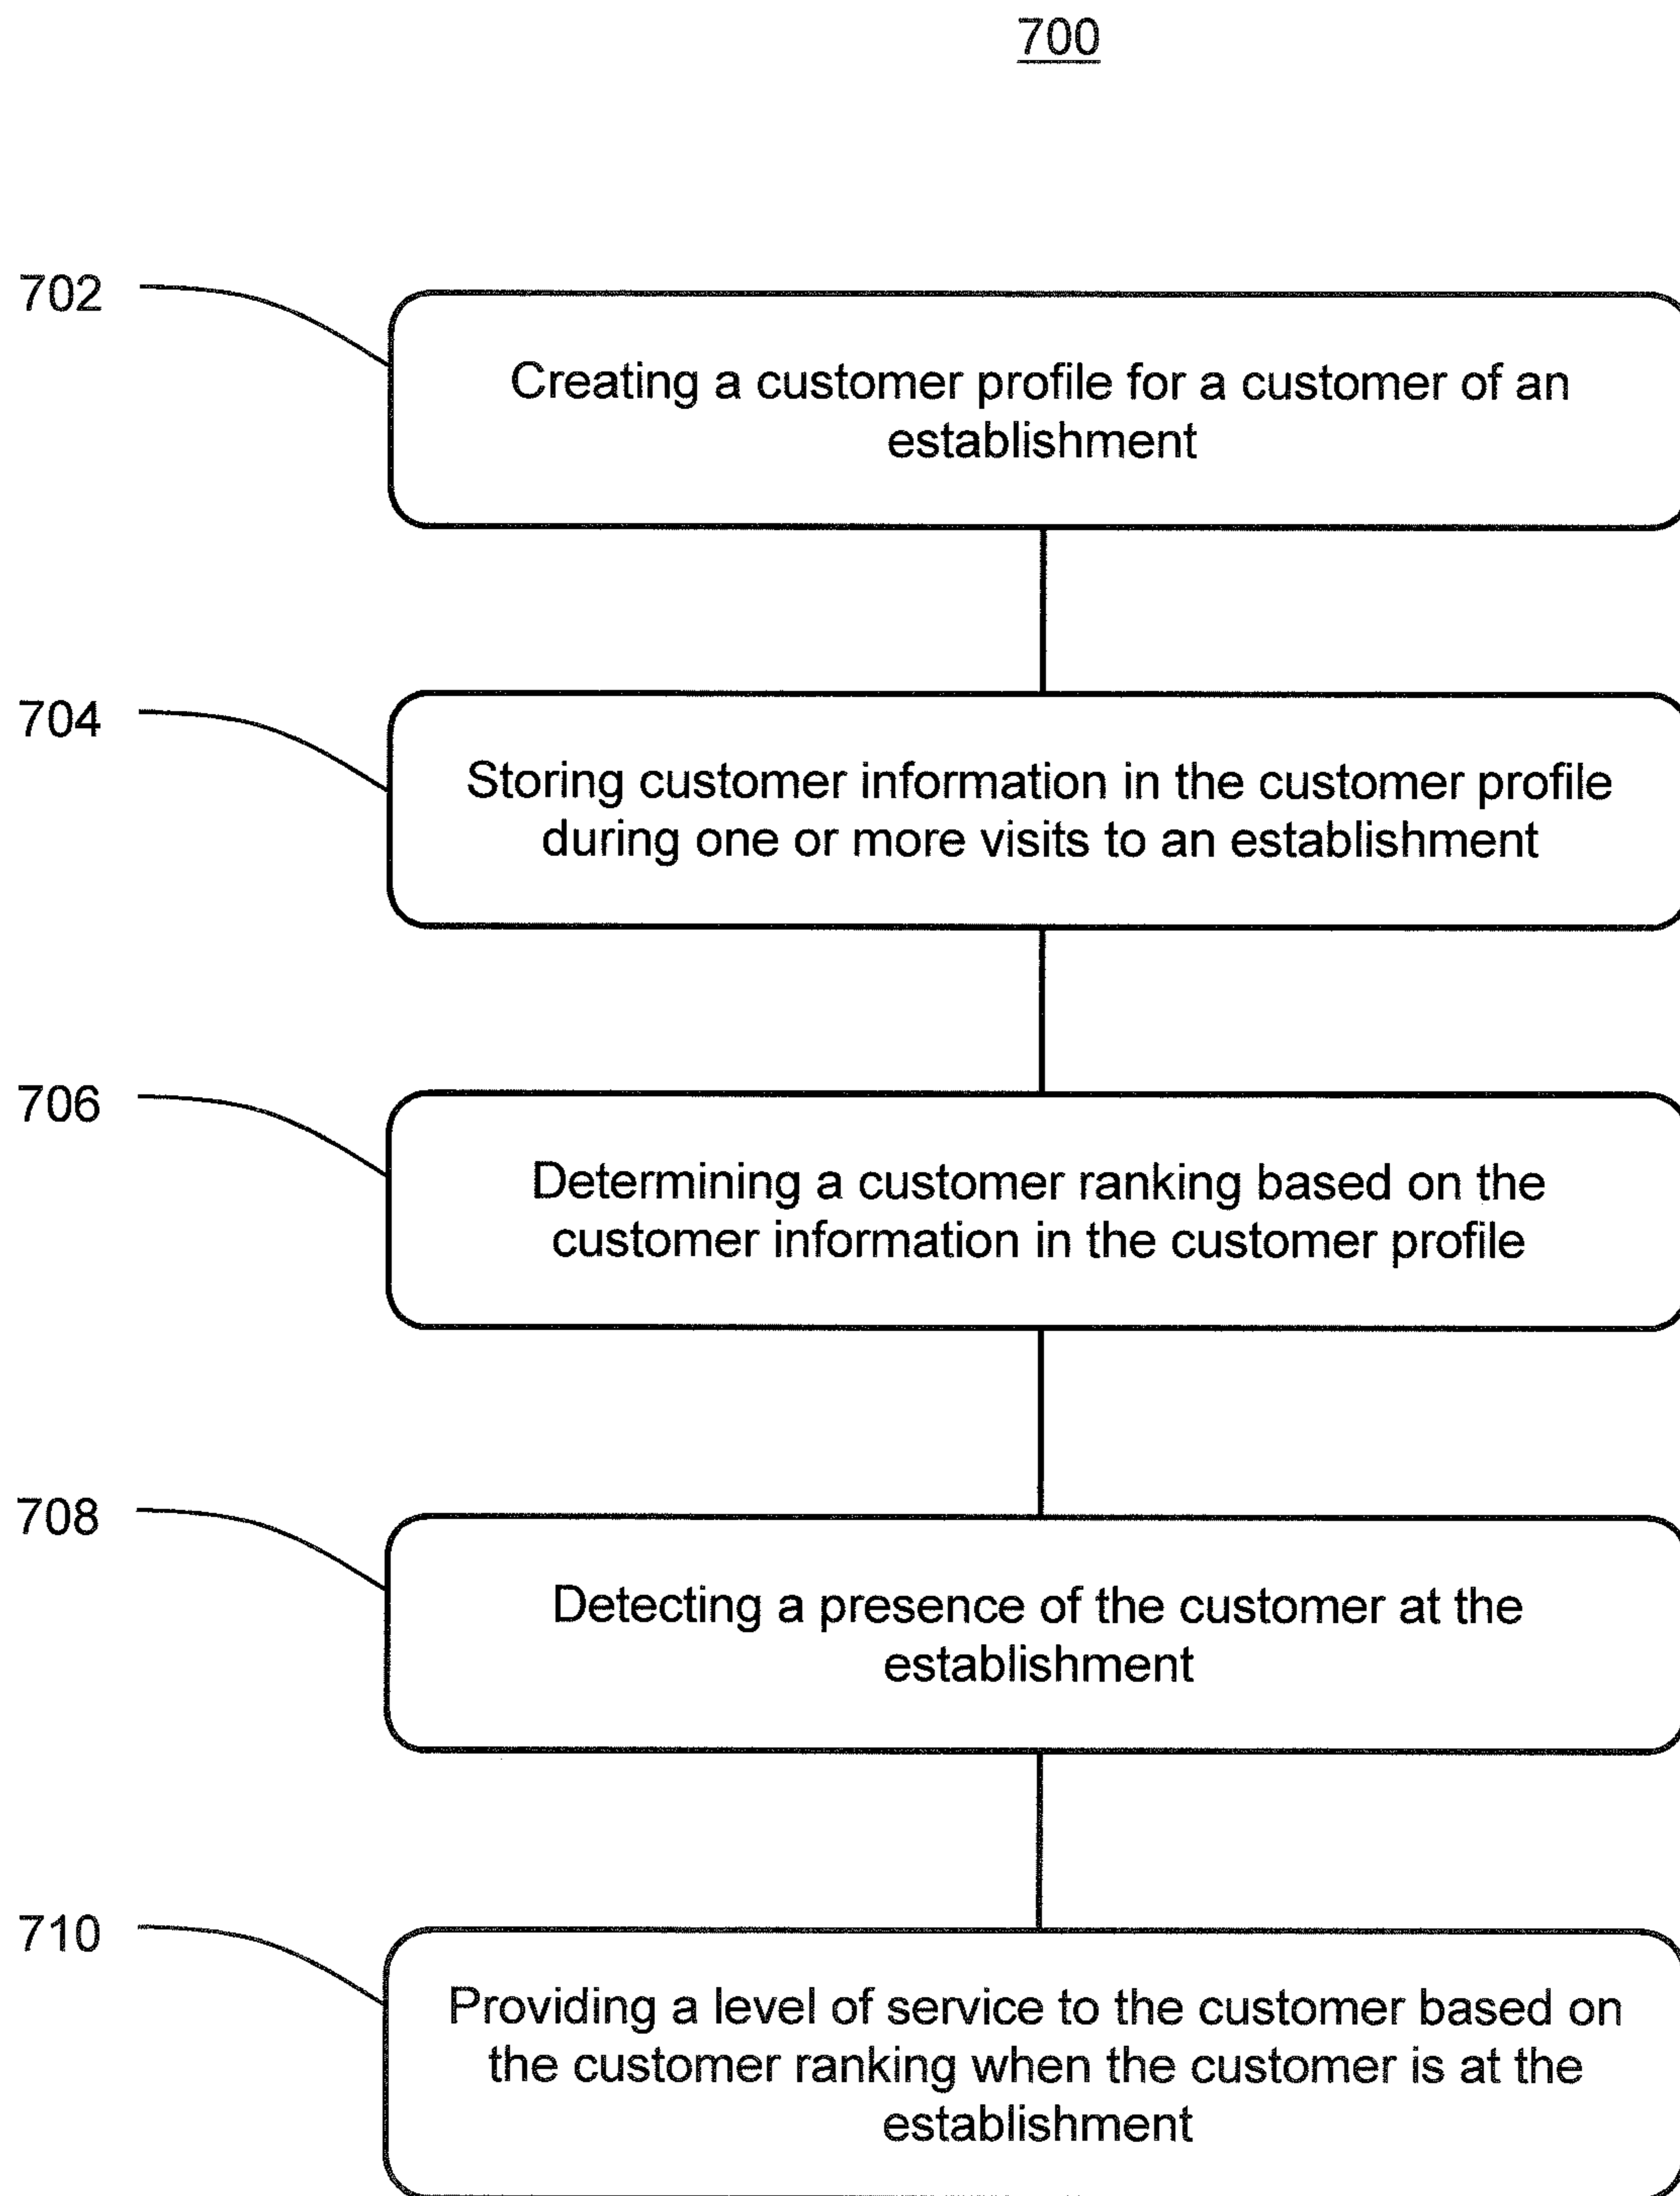 700
702
Creating a customer profile for a customer of an
establishment
704
Storing customer information in the customer profile
during one or more visits to an establishment
706
Determining a customer ranking based on the
customer information in the customer profile
708
Detecting a presence of the customer at the
establishment
710
Providing a level of service to the customer based on
the customer ranking when the customer is at the
establishment